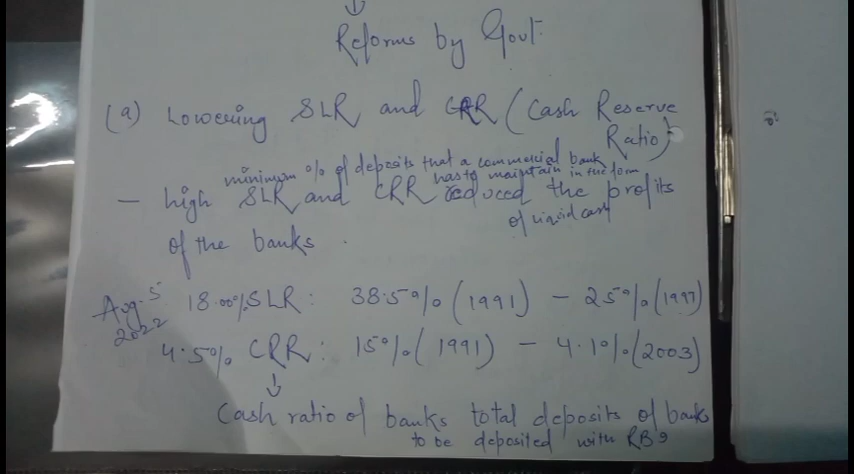 Reforms by Govt.
(a) Lowering SLR and CRR (Cash Reserve
Ratio)
minimum % of deposits that a commercial bank
has to maintain in the form
- high SLR and CRR reduced the profits
of liquid cash
of the banks.
Aug. 5
2022
18.00% SLR: 38.5% (1991) - 25% (1997)
4.5% CRR: 15% (1991) - 4.1% (2003)
Cash ratio of banks total deposits of banks
to be deposited with RBI